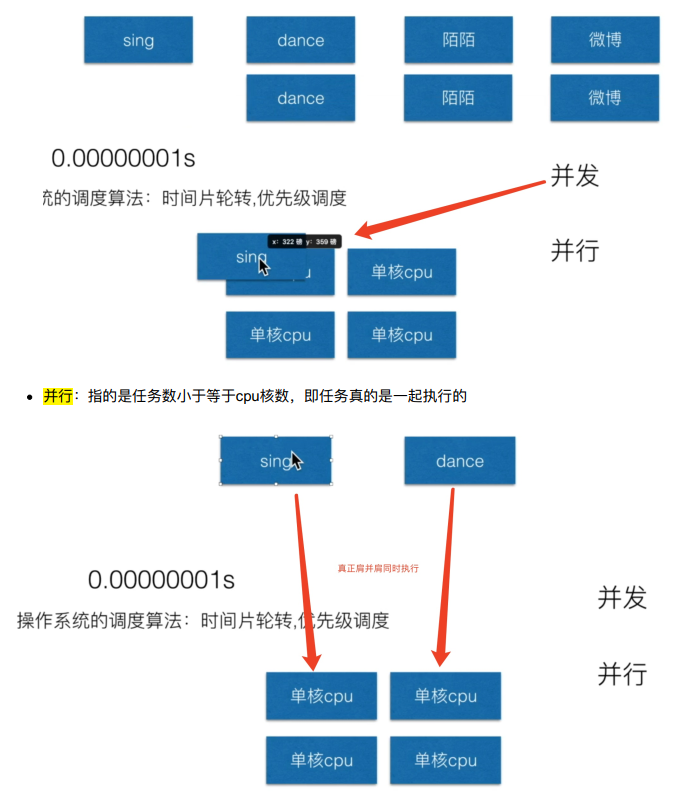 sing dance 陌陌 微博
dance 陌陌 微博
0.00000001s
统的调度算法：时间片轮转,优先级调度
并发
并行
x: 322 磅 y: 359 磅
sing 单核cpu
单核cpu 单核cpu
并行：指的是任务数小于等于cpu核数，即任务真的是一起执行的
sing dance
真正肩并肩同时执行
0.00000001s
并发
操作系统的调度算法：时间片轮转,优先级调度
并行
单核cpu 单核cpu
单核cpu 单核cpu